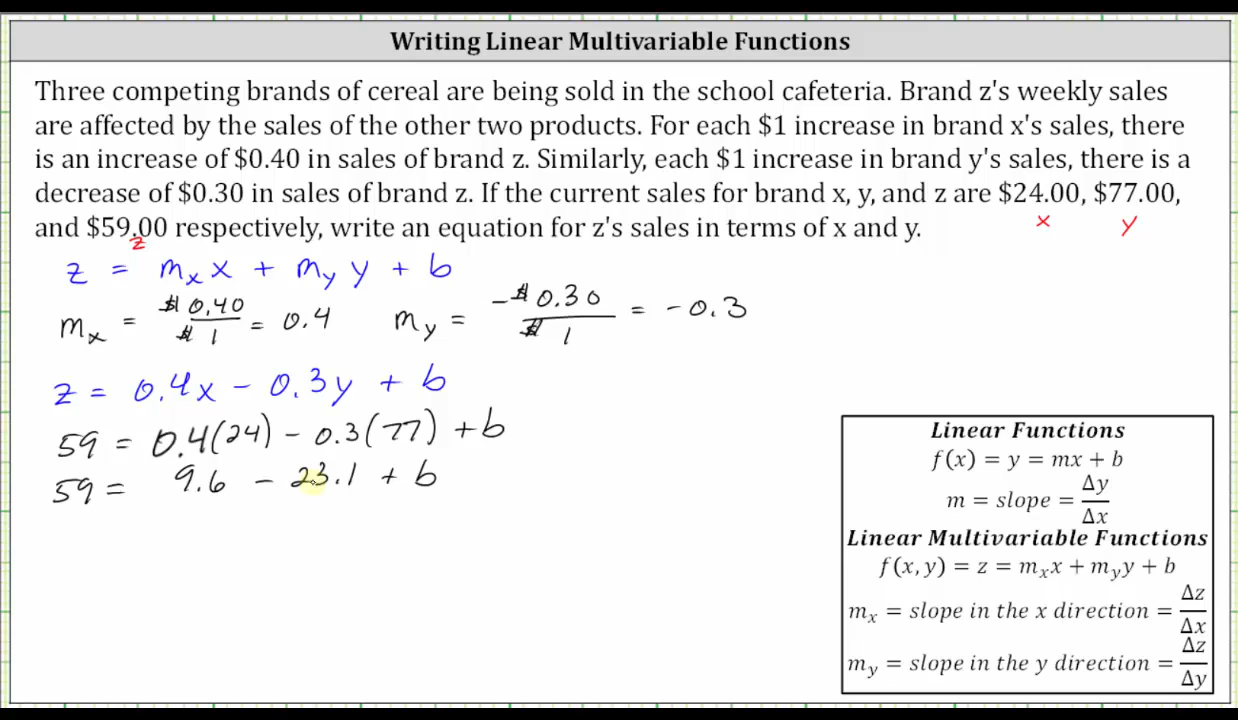 Writing Linear Multivariable Functions
Three competing brands of cereal are being sold in the school cafeteria. Brand z's weekly sales
are affected by the sales of the other two products. For each $1 increase in brand x's sales, there
is an increase of $0.40 in sales of brand z. Similarly, each $1 increase in brand y's sales, there is a
decrease of $0.30 in sales of brand z. If the current sales for brand x, y, and z are $24.00, $77.00,
and $59.00 respectively, write an equation for z's sales in terms of x and y.
z x y
z = mₓ x + m_y y + b
mₓ = $0.40/$1 = 0.4 m_y = -$0.30/$1 = -0.3
z = 0.4x - 0.3y + b
59 = 0.4(24) - 0.3(77) + b
59 = 9.6 - 23.1 + b
Linear Functions
f(x) = y = mx + b
m = slope = Δy/Δx
Linear Multivariable Functions
f(x, y) = z = mₓx + m_y y + b
mₓ = slope in the x direction = Δz/Δx
m_y = slope in the y direction = Δz/Δy